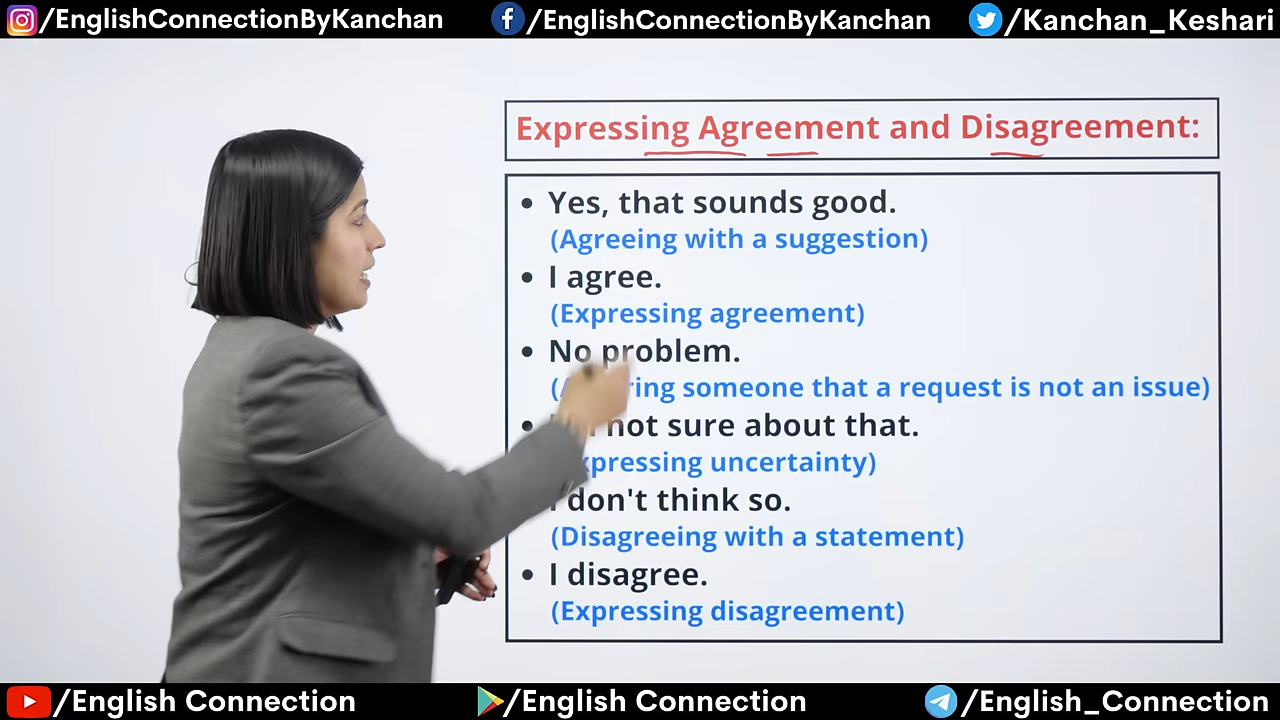 /EnglishConnectionByKanchan
/EnglishConnectionByKanchan
/Kanchan_Keshari
Expressing Agreement and Disagreement:
• Yes, that sounds good.
(Agreeing with a suggestion)
• I agree.
(Expressing agreement)
• No problem.
someone that a request is not an issue)
• not sure about that.
uncertainty)
I don't think so.
(Disagreeing with a statement)
• I disagree.
(Expressing disagreement)
/English Connection
/English Connection
/English_Connection